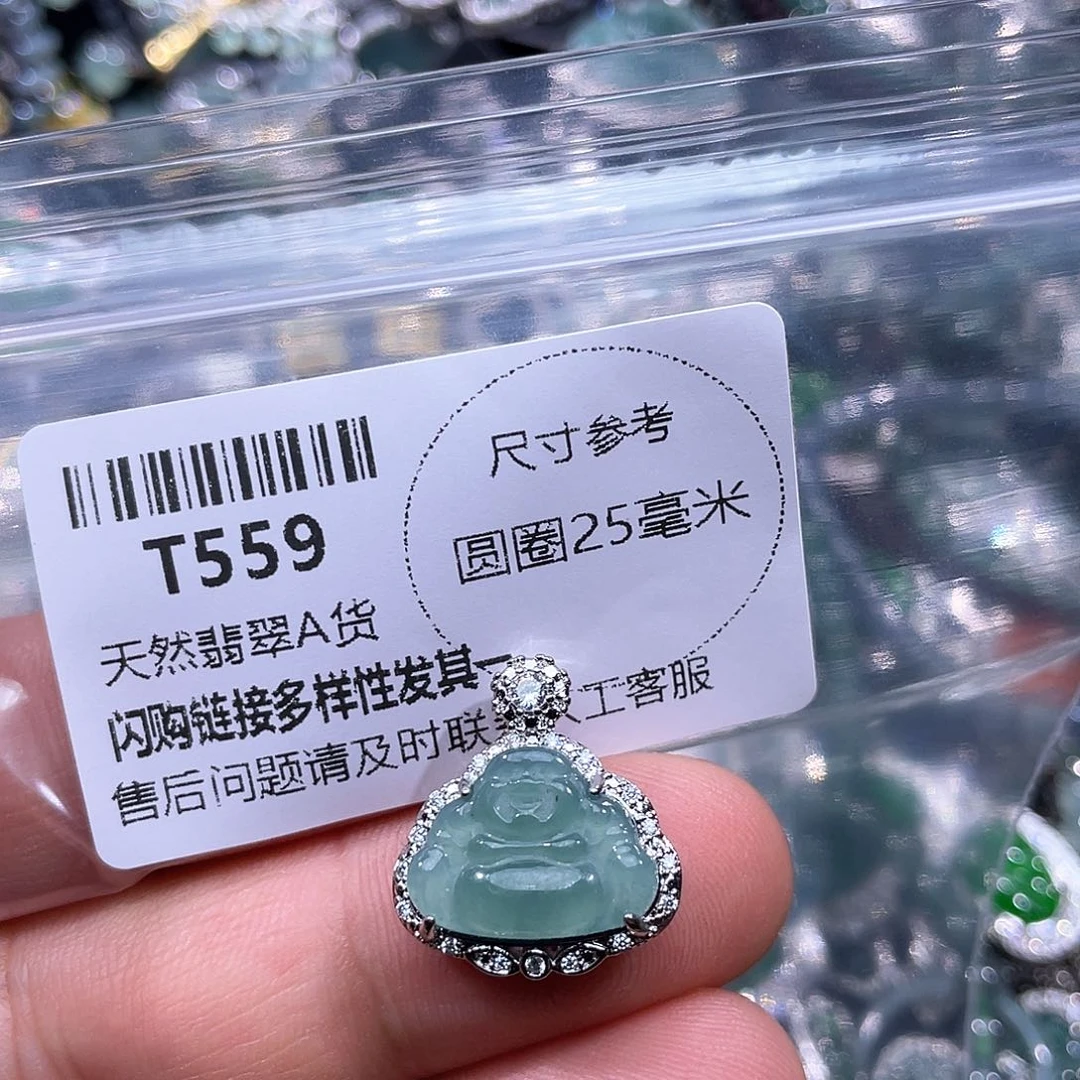 T559
尺寸参考
圆圈25毫米
天然翡翠A货
闪购链接多样性发其一
售后问题请及时联 人工客服